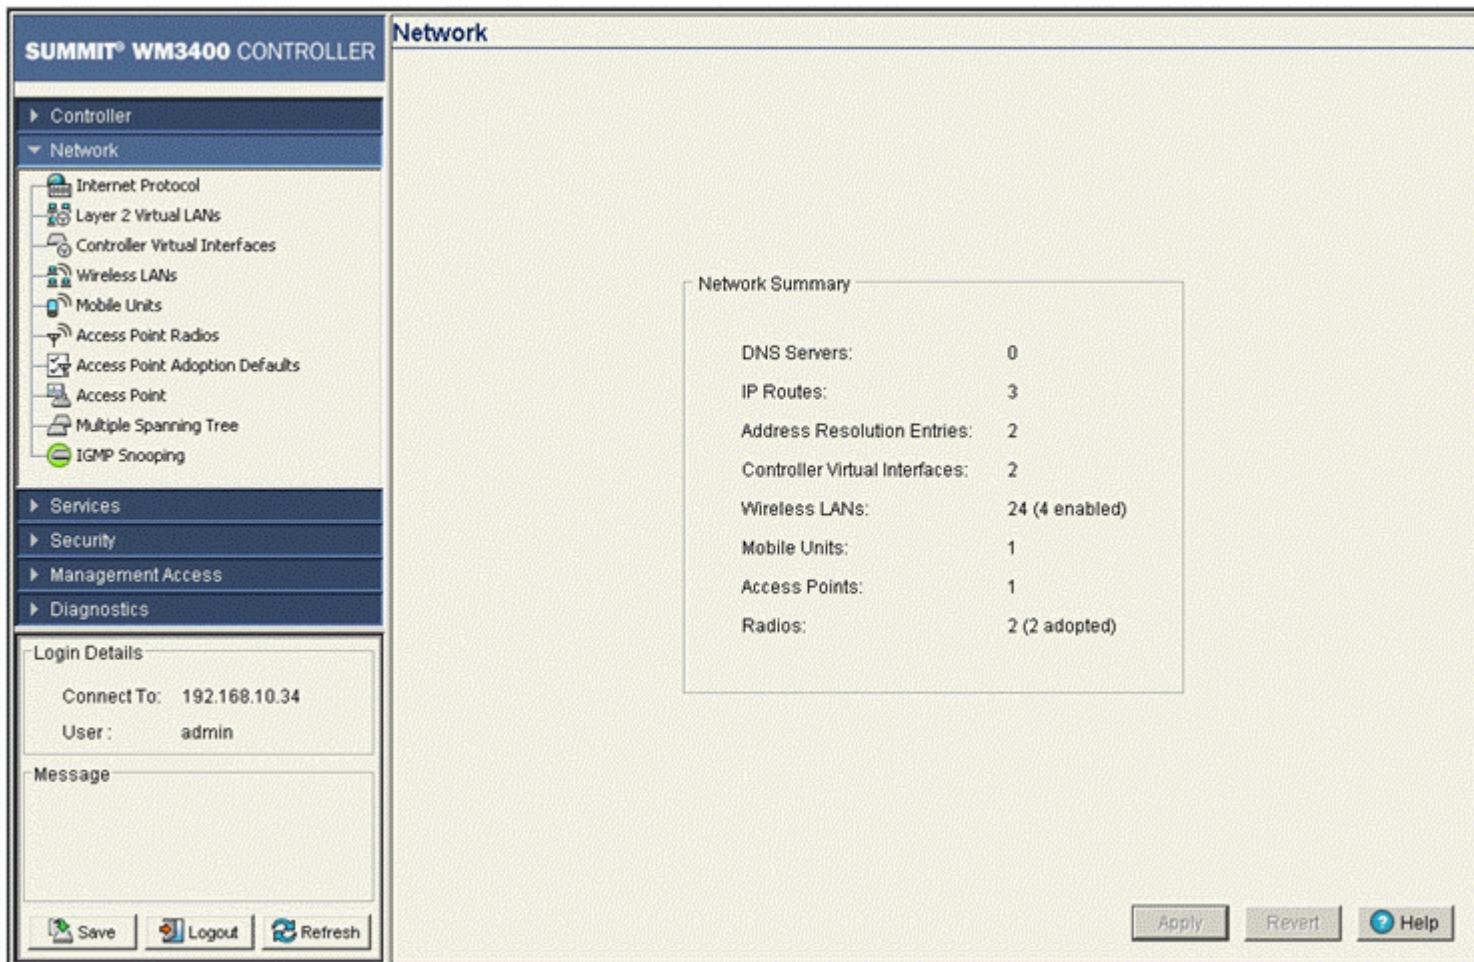 SUMMIT® WM3400 CONTROLLER
Controller
Network
Internet Protocol
Layer 2 Virtual LANs
Controller Virtual Interfaces
Wireless LANs
Mobile Units
Access Point Radios
Access Point Adoption Defaults
Access Point
Multiple Spanning Tree
IGMP Snooping
Services
Security
Management Access
Diagnostics
Login Details
Connect To: 192.168.10.34
User : admin
Message
Save Logout Refresh
Network
Network Summary
DNS Servers: 0
IP Routes: 3
Address Resolution Entries: 2
Controller Virtual Interfaces: 2
Wireless LANs: 24 (4 enabled)
Mobile Units: 1
Access Points: 1
Radios: 2 (2 adopted)
Apply Revert Help